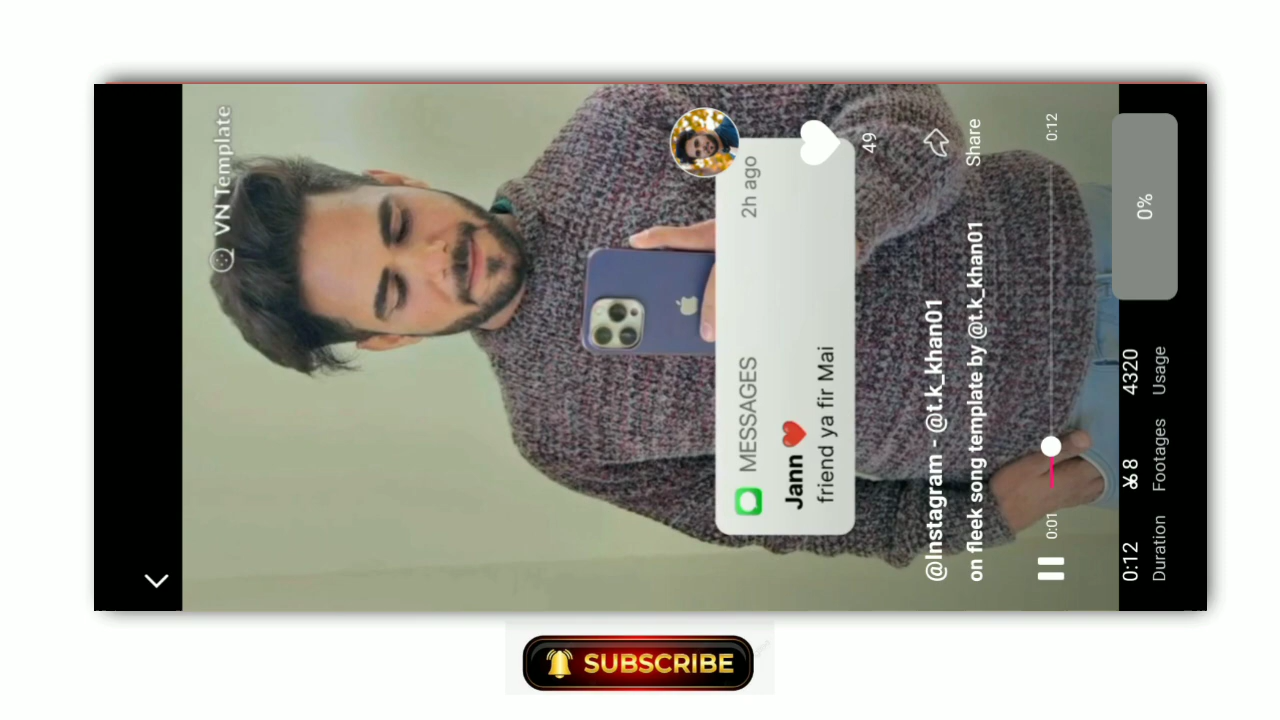 VN Template
MESSAGES 2h ago
Jann ❤️
friend ya fir Mai
49
Share
@Instagram - @t.k_khan01
on fleek song template by @t.k_khan01
0:01 0:12
0:12 8 4320
Duration Footages Usage
0%
SUBSCRIBE